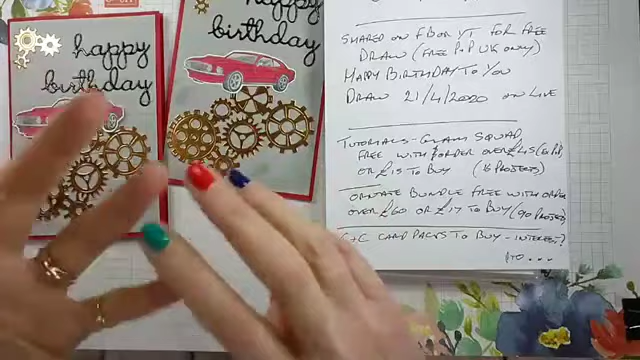 happy
birthday
happy
birthday
SHARED ON FB OR YT FOR FREE
DRAW (FREE P+P UK ONLY)
HAPPY BIRTHDAY TO YOU
DRAW 21/4/2020 ON LIVE
TUTORIALS - GLAM SQUAD,
FREE WITH ORDER OVER £45
OR £15 TO BUY (16 PROJECTS)
ORNATE BUNDLE FREE WITH ORDER
OVER £60 OR £17 TO BUY (90 PROJECTS)
C+C CARD PACKS TO BUY - INTEREST?
PTO ...